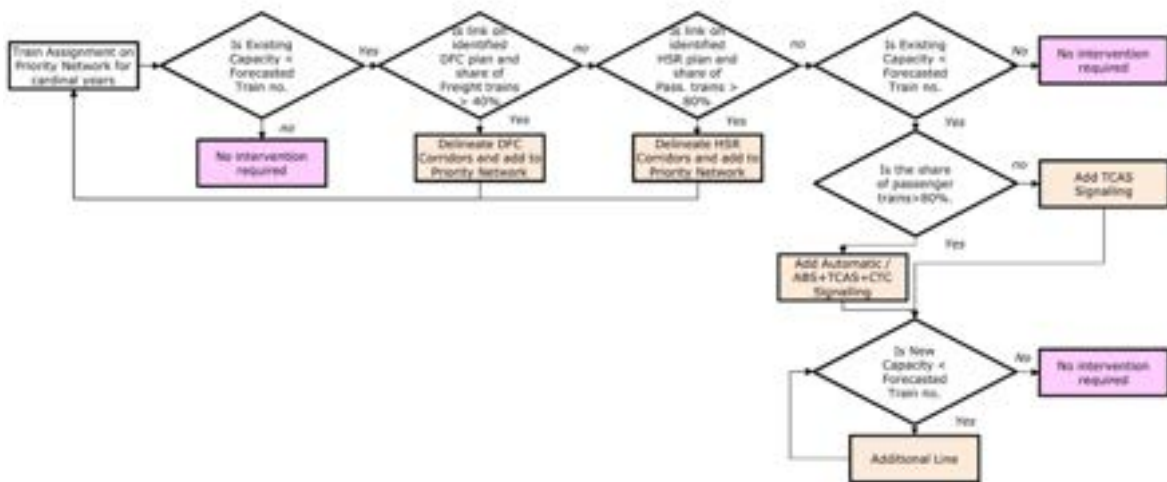 Train Assignment on
Priority Network for
cardinal years
Is Existing
Capacity <
Forecasted
Train no.
Yes
no
No intervention
required
Is link on
identified
DFC plan and
share of
Freight trains
> 40%.
no
Yes
Delineate DFC
Corridors and add to
Priority Network
Is link on
identified
HSR plan and
share of
Pass. trains >
80%.
no
Yes
Delineate HSR
Corridors and add to
Priority Network
Is Existing
Capacity <
Forecasted
Train no.
No
No intervention
required
Yes
Is the share
of passenger
trains>80%.
no
Add TCAS
Signalling
Yes
Add Automatic /
ABS+TCAS+CTC
Signalling
Is New
Capacity <
Forecasted
Train no.
No
No intervention
required
Yes
Additional Line